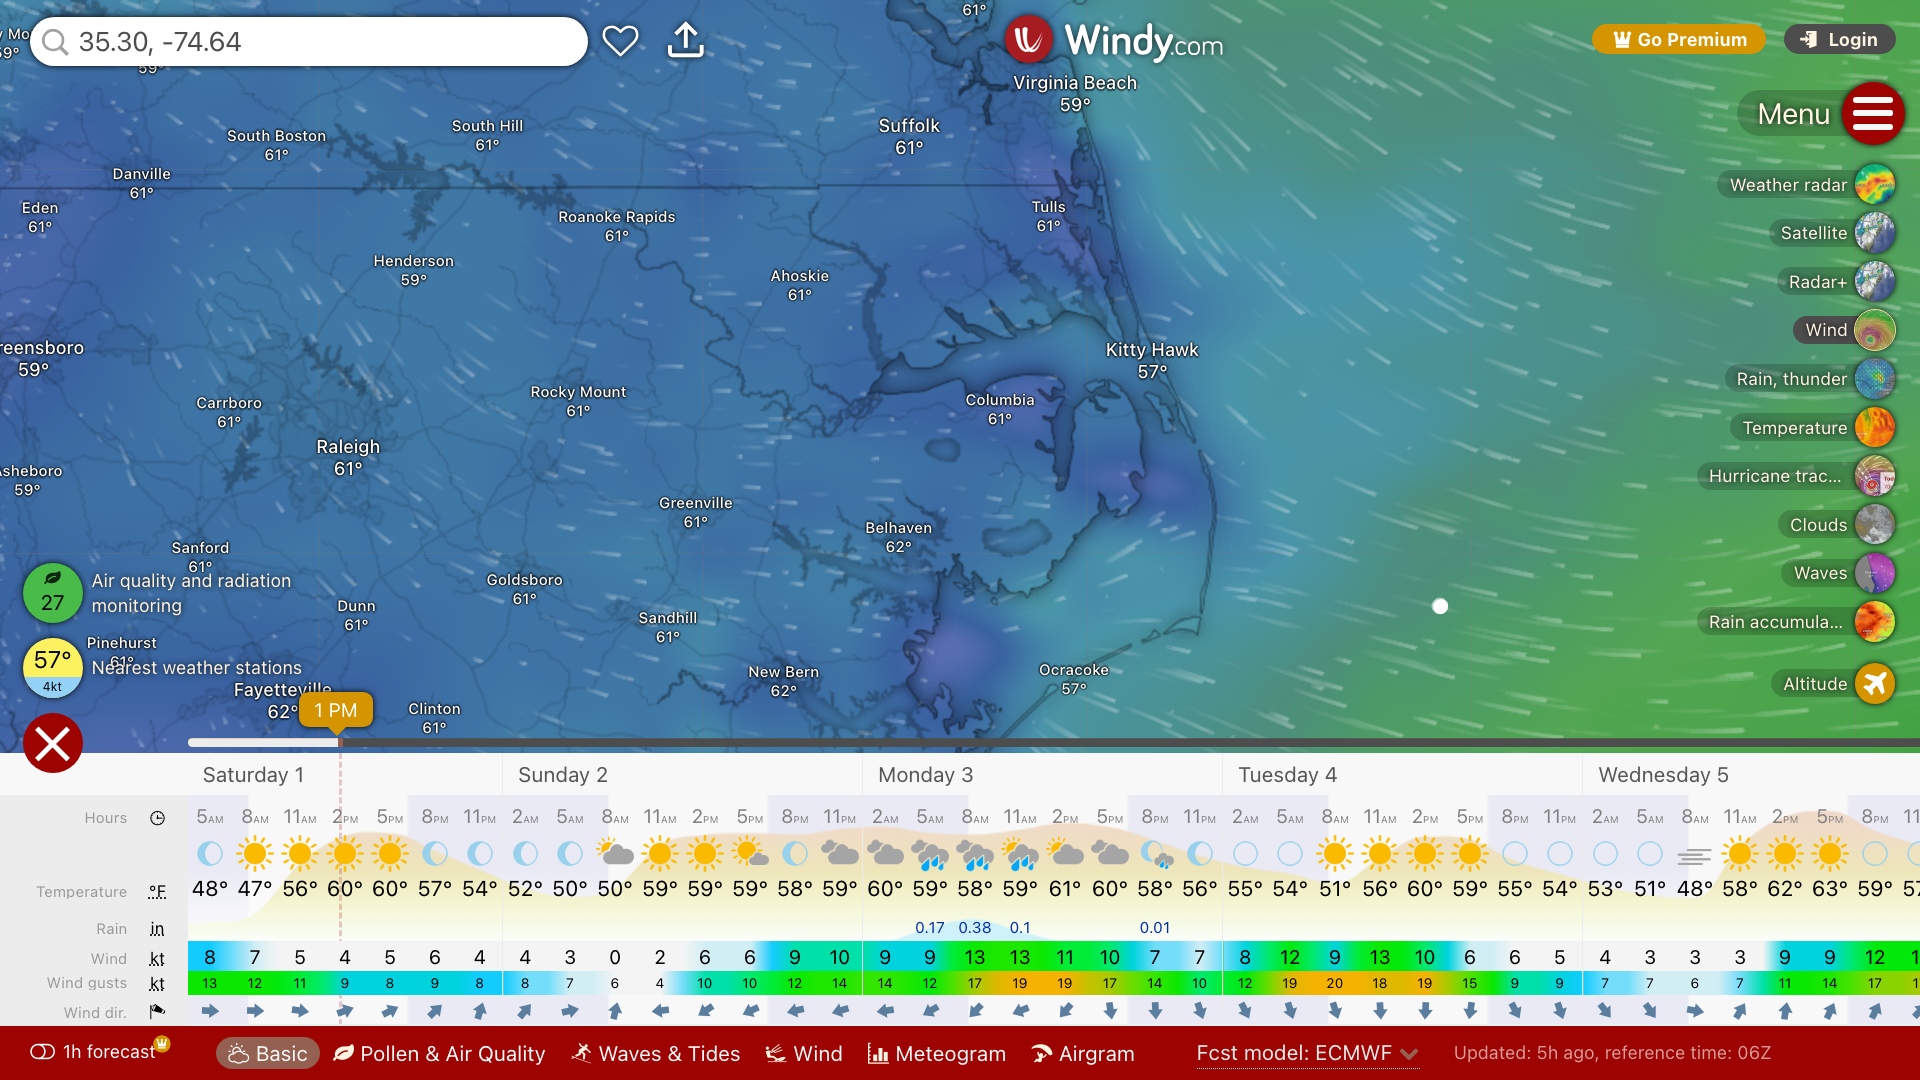 35.30, -74.64
Windy.com
Go Premium
Login
Menu
Weather radar
Satellite
Radar+
Wind
Rain, thunder
Temperature
Hurricane trac...
Clouds
Waves
Rain accumula...
Altitude
61°
59°
Virginia Beach
59°
South Boston
61°
South Hill
61°
Suffolk
61°
Danville
61°
Eden
61°
Roanoke Rapids
61°
Tulls
61°
Henderson
59°
Ahoskie
61°
reensboro
59°
Kitty Hawk
57°
Carrboro
61°
Rocky Mount
61°
Columbia
61°
Raleigh
61°
sheboro
59°
Greenville
61°
Belhaven
62°
Sanford
61°
Goldsboro
61°
Dunn
61°
Sandhill
61°
Pinehurst
61°
New Bern
62°
Ocracoke
57°
Fayetteville
62°
Clinton
61°
27
Air quality and radiation
monitoring
57°
4kt
Nearest weather stations
1 PM
Saturday 1 Sunday 2 Monday 3 Tuesday 4 Wednesday 5
Hours 5AM 8AM 11AM 2PM 5PM 8PM 11PM 2AM 5AM 8AM 11AM 2PM 5PM 8PM 11PM 2AM 5AM 8AM 11AM 2PM 5PM 8PM 11PM 2AM 5AM 8AM 11AM 2PM 5PM 8PM 11PM 2AM 5AM 8AM 11AM 2PM 5PM 8PM 11
Temperature °F 48° 47° 56° 60° 60° 57° 54° 52° 50° 50° 59° 59° 59° 58° 59° 60° 59° 58° 59° 61° 60° 58° 56° 55° 54° 51° 56° 60° 59° 55° 54° 53° 51° 48° 58° 62° 63° 59° 57
Rain in 0.17 0.38 0.1 0.01
Wind kt 8 7 5 4 5 6 4 4 3 0 2 6 6 9 10 9 9 13 13 11 10 7 7 8 12 9 13 10 6 6 5 4 3 3 3 9 9 12 1
Wind gusts kt 13 12 11 9 8 9 8 8 7 6 4 10 10 12 14 14 12 17 19 19 17 14 10 12 19 20 18 19 15 9 9 7 7 6 7 11 14 17 1
Wind dir.
1h forecast
Basic
Pollen & Air Quality
Waves & Tides
Wind
Meteogram
Airgram
Fcst model: ECMWF
Updated: 5h ago, reference time: 06Z